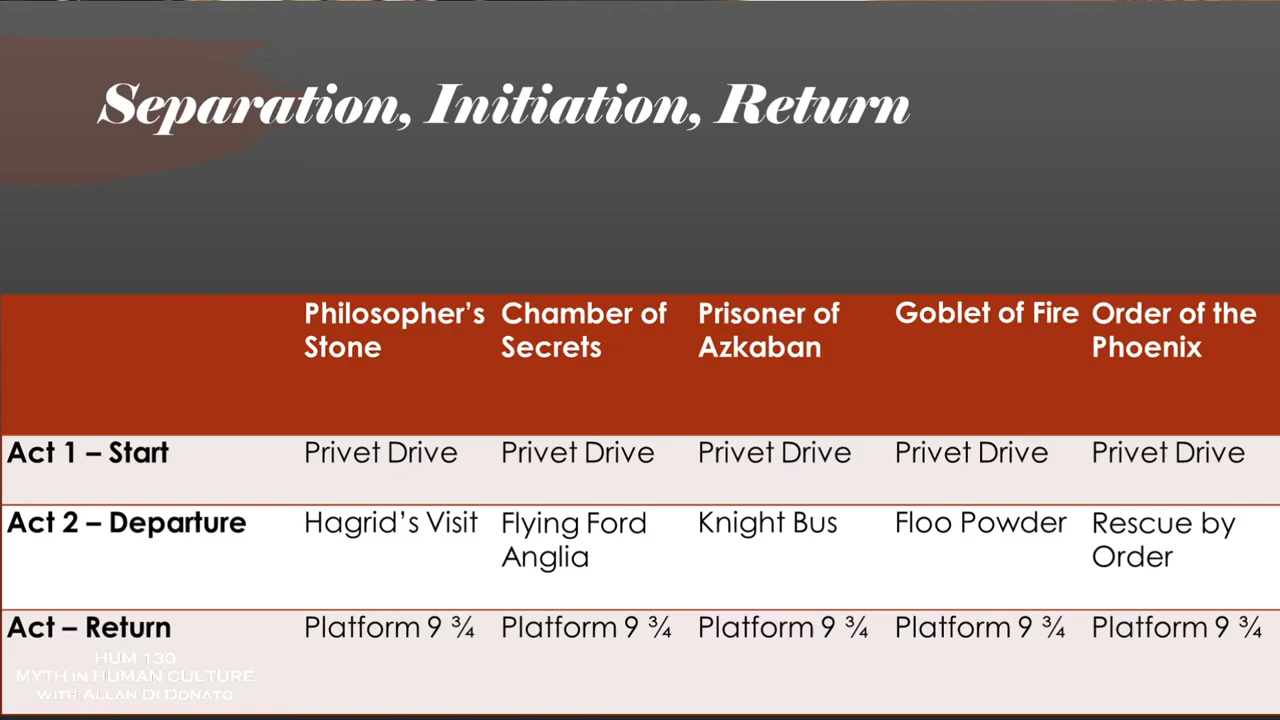 Separation, Initiation, Return
Philosopher's Chamber of Prisoner of Goblet of Fire Order of the
Stone Secrets Azkaban Phoenix
Act 1 – Start Privet Drive Privet Drive Privet Drive Privet Drive Privet Drive
Act 2 – Departure Hagrid's Visit Flying Ford Knight Bus Floo Powder Rescue by
Anglia Order
Act – Return Platform 9 ¾ Platform 9 ¾ Platform 9 ¾ Platform 9 ¾ Platform 9 ¾
HUM 130
MYTH IN HUMAN CULTURE
WITH ALLAN DI DONATO